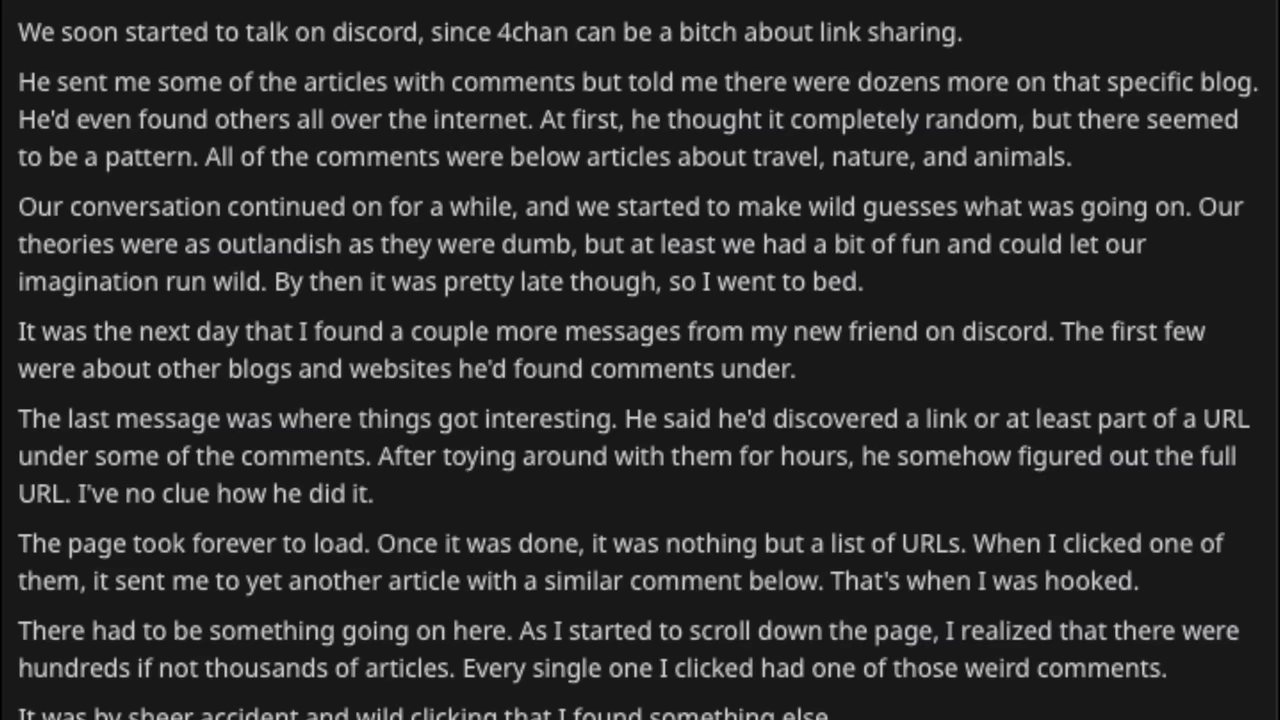 We soon started to talk on discord, since 4chan can be a bitch about link sharing.
He sent me some of the articles with comments but told me there were dozens more on that specific blog.
He'd even found others all over the internet. At first, he thought it completely random, but there seemed
to be a pattern. All of the comments were below articles about travel, nature, and animals.
Our conversation continued on for a while, and we started to make wild guesses what was going on. Our
theories were as outlandish as they were dumb, but at least we had a bit of fun and could let our
imagination run wild. By then it was pretty late though, so I went to bed.
It was the next day that I found a couple more messages from my new friend on discord. The first few
were about other blogs and websites he'd found comments under.
The last message was where things got interesting. He said he'd discovered a link or at least part of a URL
under some of the comments. After toying around with them for hours, he somehow figured out the full
URL. I've no clue how he did it.
The page took forever to load. Once it was done, it was nothing but a list of URLs. When I clicked one of
them, it sent me to yet another article with a similar comment below. That's when I was hooked.
There had to be something going on here. As I started to scroll down the page, I realized that there were
hundreds if not thousands of articles. Every single one I clicked had one of those weird comments.
It was by sheer accident and wild clicking that I found something else.